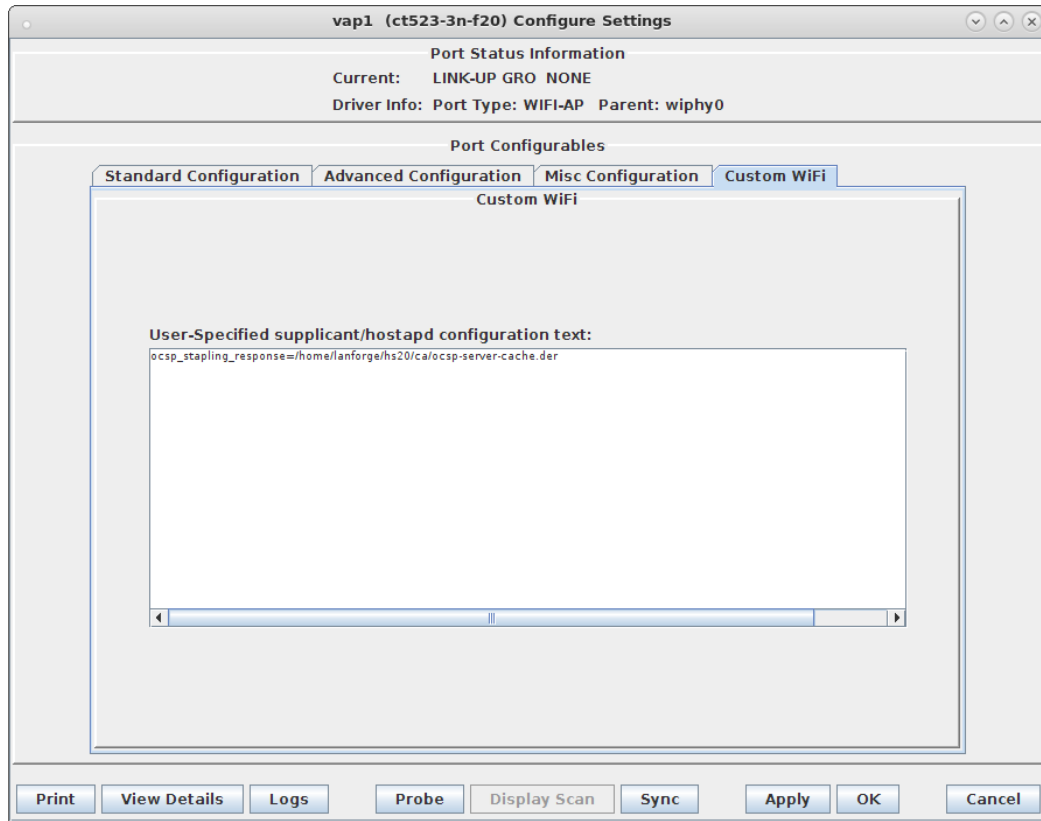 vap1 (ct523-3n-f20) Configure Settings
Port Status Information
Current: LINK-UP GRO NONE
Driver Info: Port Type: WIFI-AP Parent: wiphy0
Port Configurables
Standard Configuration Advanced Configuration Misc Configuration Custom WiFi
Custom WiFi
User-Specified supplicant/hostapd configuration text:
ocsp_stapling_response=/home/lanforge/hs20/ca/ocsp-server-cache.der
Print View Details Logs Probe Display Scan Sync Apply OK Cancel